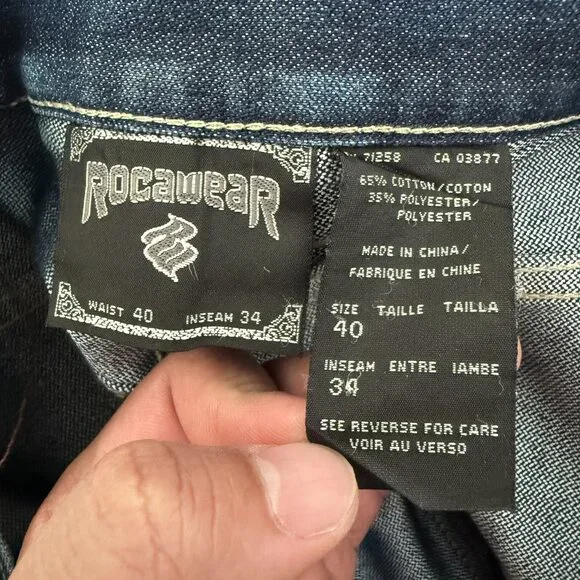 ROCAWEAR
WAIST 40 INSEAM 34
71258 CA 03877
65% COTTON/COTON
35% POLYESTER/
POLYESTER
MADE IN CHINA/
FABRIQUE EN CHINE
SIZE TAILLE TAILLA
40
INSEAM ENTRE IAMBE
34
SEE REVERSE FOR CARE
VOIR AU VERSO